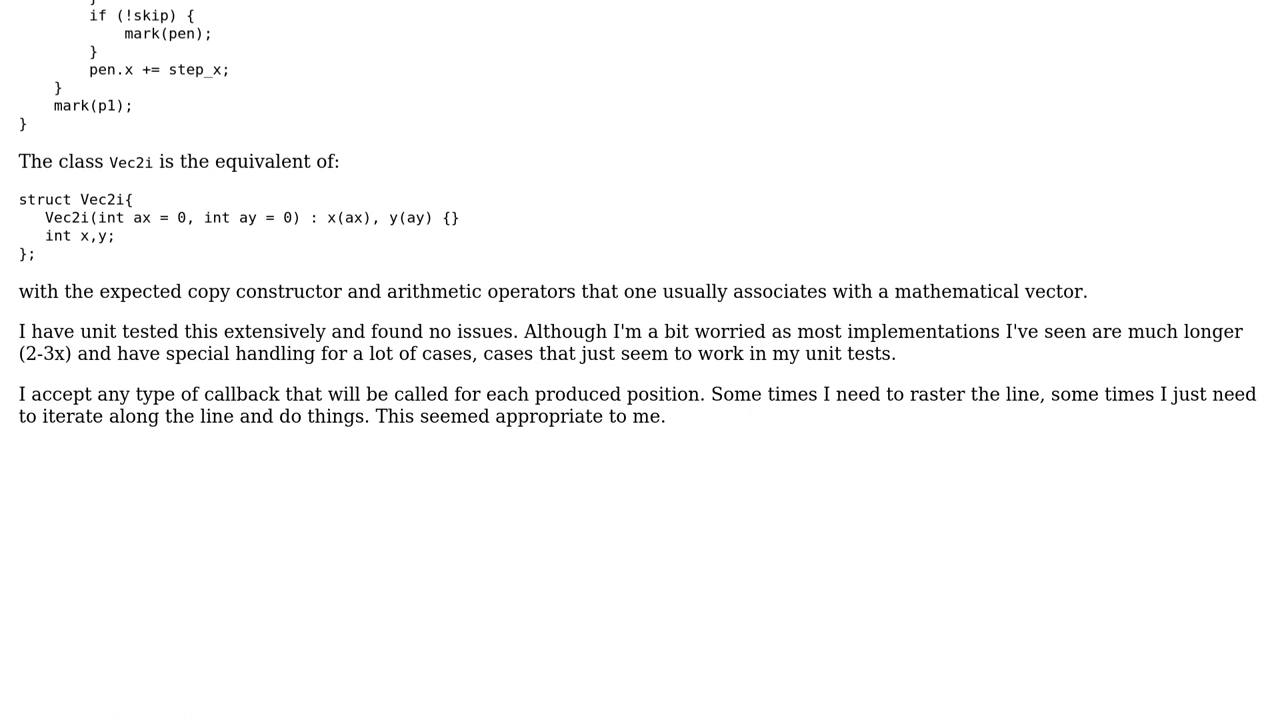 }
        if (!skip) {
            mark(pen);
        }
        pen.x += step_x;
    }
    mark(p1);
}
The class Vec2i is the equivalent of:
struct Vec2i{
   Vec2i(int ax = 0, int ay = 0) : x(ax), y(ay) {}
   int x,y;
};
with the expected copy constructor and arithmetic operators that one usually associates with a mathematical vector.
I have unit tested this extensively and found no issues. Although I'm a bit worried as most implementations I've seen are much longer
(2-3x) and have special handling for a lot of cases, cases that just seem to work in my unit tests.
I accept any type of callback that will be called for each produced position. Some times I need to raster the line, some times I just need
to iterate along the line and do things. This seemed appropriate to me.